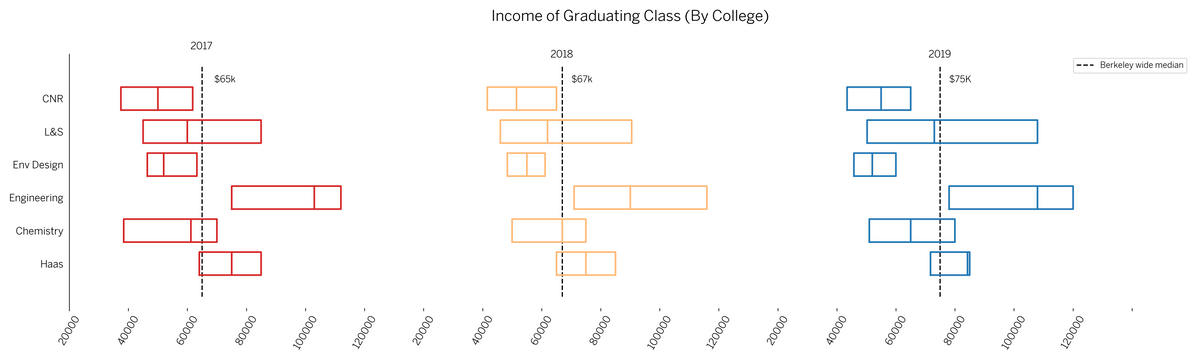 Income of Graduating Class (By College)
2017
2018
2019
$65k
$67k
$75K
Berkeley wide median
CNR
L&S
Env Design
Engineering
Chemistry
Haas
20000 40000 60000 80000 100000 120000 20000 40000 60000 80000 100000 120000 20000 40000 60000 80000 100000 120000